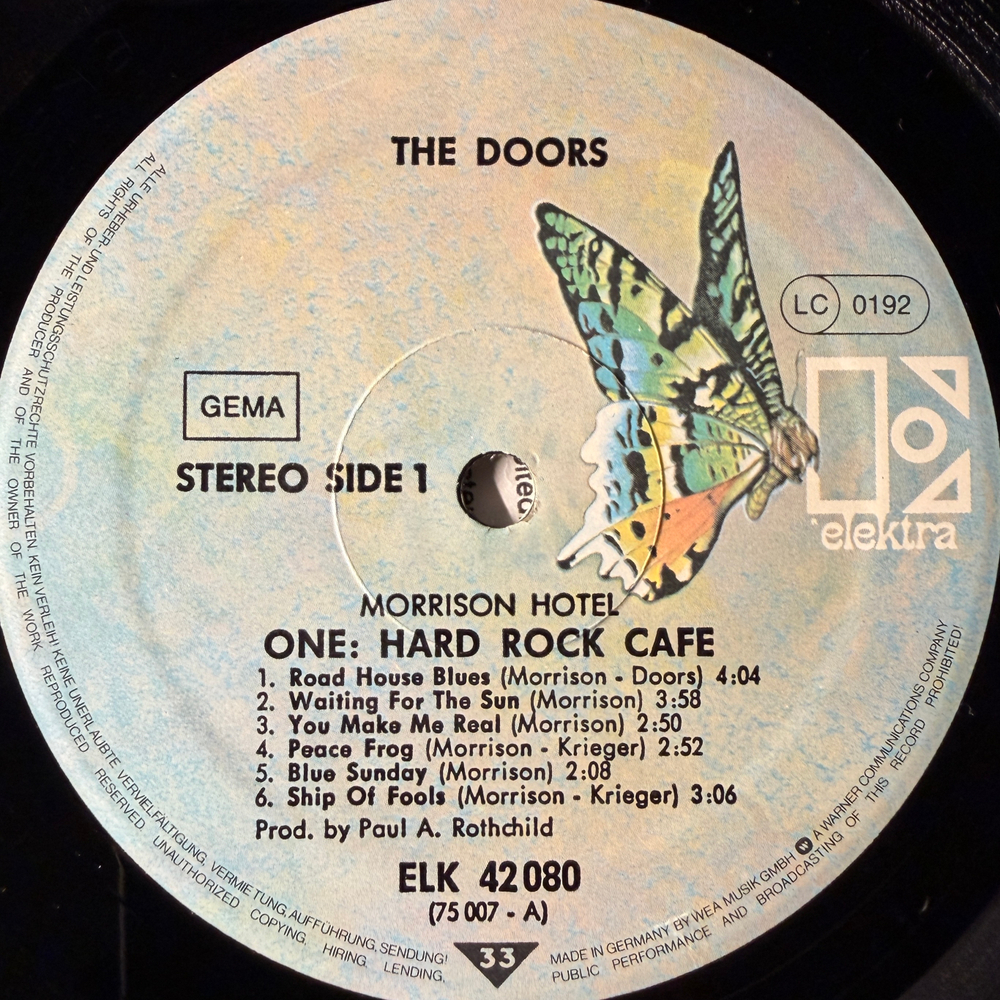 THE DOORS
LC 0192
GEMA
STEREO SIDE 1
elektra
MORRISON HOTEL
ONE: HARD ROCK CAFE
1. Road House Blues (Morrison - Doors) 4:04
2. Waiting For The Sun (Morrison) 3:58
3. You Make Me Real (Morrison) 2:50
4. Peace Frog (Morrison - Krieger) 2:52
5. Blue Sunday (Morrison) 2:08
6. Ship Of Fools (Morrison - Krieger) 3:06
Prod. by Paul A. Rothchild
ELK 42 080
(75 007 - A)
33
ALLE URHEBER- UND LEISTUNGSSCHUTZRECHTE VORBEHALTEN. KEIN VERLEIH! KEINE UNERLAUBTE VERVIELFÄLTIGUNG, VERMIETUNG, AUFFÜHRUNG, SENDUNG!
ALL RIGHTS OF THE PRODUCER AND OF THE OWNER OF THE WORK REPRODUCED RESERVED UNAUTHORIZED COPYING, HIRING, LENDING,
MADE IN GERMANY BY WEA MUSIK GMBH A WARNER COMMUNICATIONS COMPANY
PUBLIC PERFORMANCE AND BROADCASTING OF THIS RECORD PROHIBITED!